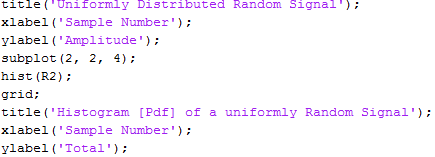 title('Uniformly Distributed Random Signal');
xlabel('Sample Number');
ylabel('Amplitude');
subplot(2, 2, 4);
hist(R2);
grid;
title('Histogram [Pdf] of a uniformly Random Signal');
xlabel('Sample Number');
ylabel('Total');